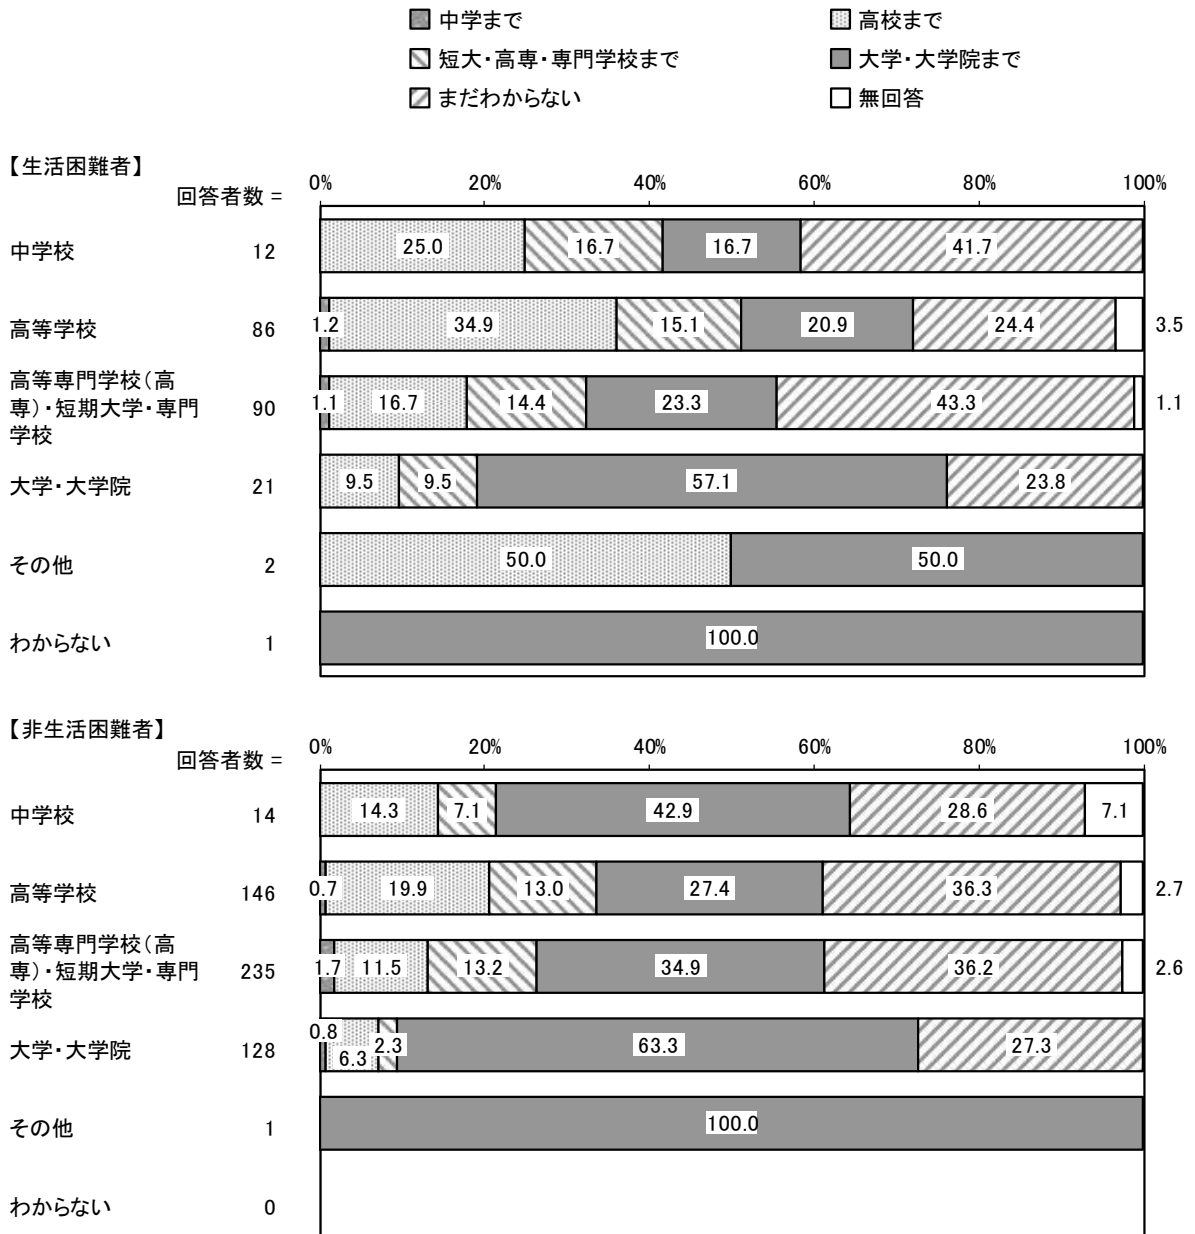 中学まで 高校まで
短大・高専・専門学校まで 大学・大学院まで
まだわからない 無回答
【生活困難者】
回答者数 = 0% 20% 40% 60% 80% 100%
中学校 12 25.0 16.7 16.7 41.7
高等学校 86 1.2 34.9 15.1 20.9 24.4 3.5
高等専門学校(高
専)・短期大学・専門 90 1.1 16.7 14.4 23.3 43.3 1.1
学校
大学・大学院 21 9.5 9.5 57.1 23.8
その他 2 50.0 50.0
わからない 1 100.0
【非生活困難者】
回答者数 = 0% 20% 40% 60% 80% 100%
中学校 14 14.3 7.1 42.9 28.6 7.1
高等学校 146 0.7 19.9 13.0 27.4 36.3 2.7
高等専門学校(高
専)・短期大学・専門 235 1.7 11.5 13.2 34.9 36.2 2.6
学校
大学・大学院 128 0.8 6.3 2.3 63.3 27.3
その他 1 100.0
わからない 0